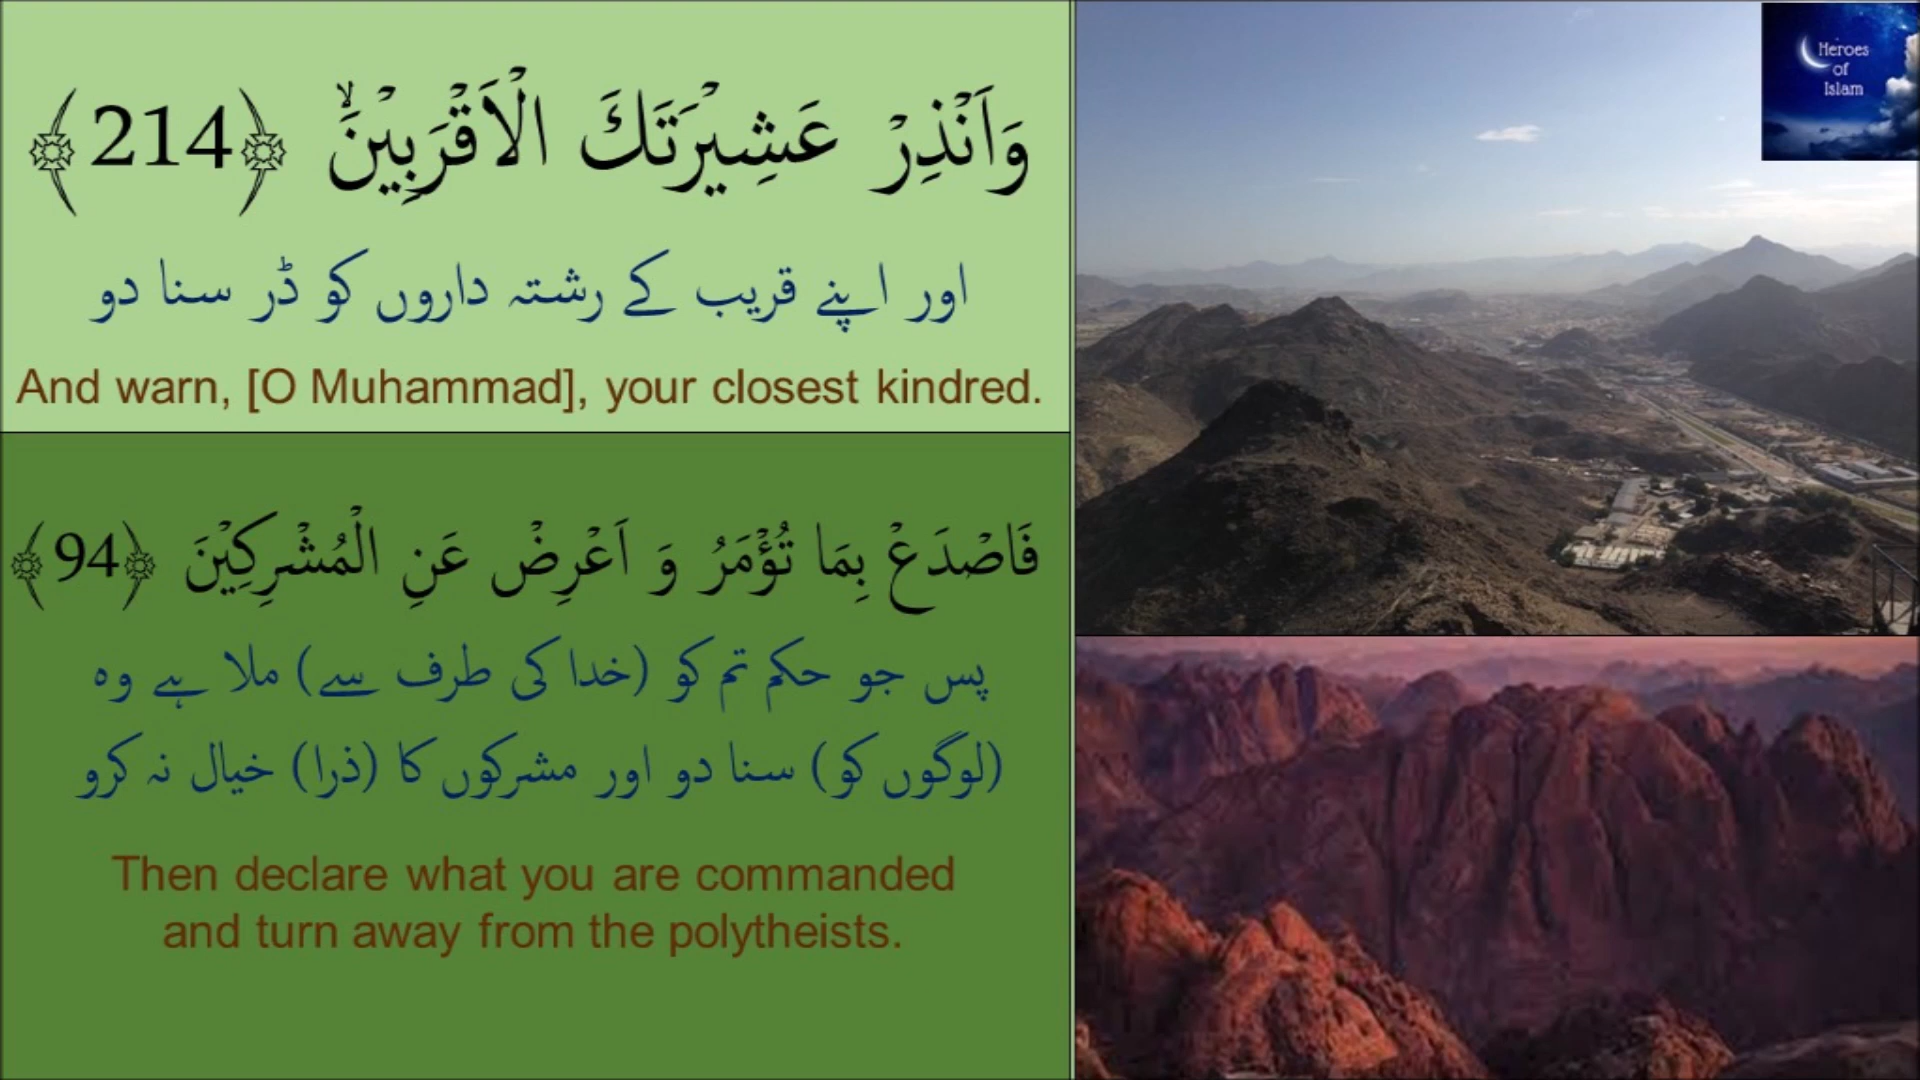 وَاَنْذِرْ عَشِيْرَتَكَ الْاَقْرَبِيْنَۙ ﴿214﴾
اور اپنے قریب کے رشتہ داروں کو ڈر سنا دو
And warn, [O Muhammad], your closest kindred.
فَاصْدَعْ بِمَا تُؤْمَرُ وَ اَعْرِضْ عَنِ الْمُشْرِكِيْنَ ﴿94﴾
پس جو حکم تم کو (خدا کی طرف سے) ملا ہے وہ
(لوگوں کو) سنا دو اور مشرکوں کا (ذرا) خیال نہ کرو
Then declare what you are commanded
and turn away from the polytheists.
Heroes
of
Islam